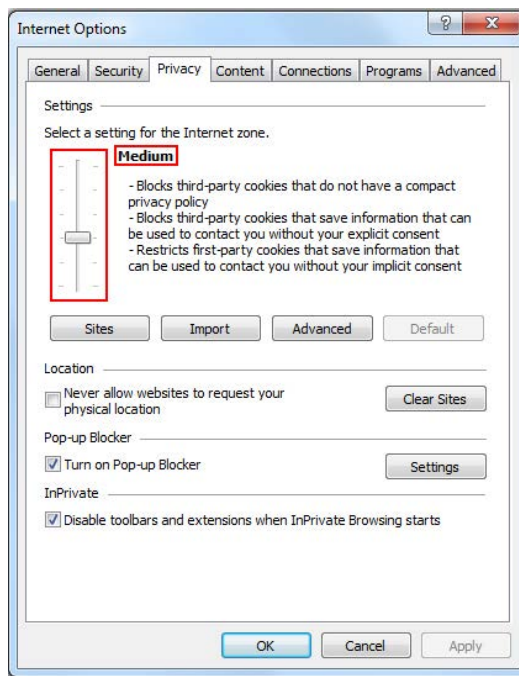 Internet Options
General Security Privacy Content Connections Programs Advanced
Settings
Select a setting for the Internet zone.
Medium
- Blocks third-party cookies that do not have a compact
privacy policy
- Blocks third-party cookies that save information that can
be used to contact you without your explicit consent
- Restricts first-party cookies that save information that
can be used to contact you without your implicit consent
Sites Import Advanced Default
Location
Never allow websites to request your
physical location
Clear Sites
Pop-up Blocker
Turn on Pop-up Blocker
Settings
InPrivate
Disable toolbars and extensions when InPrivate Browsing starts
OK Cancel Apply